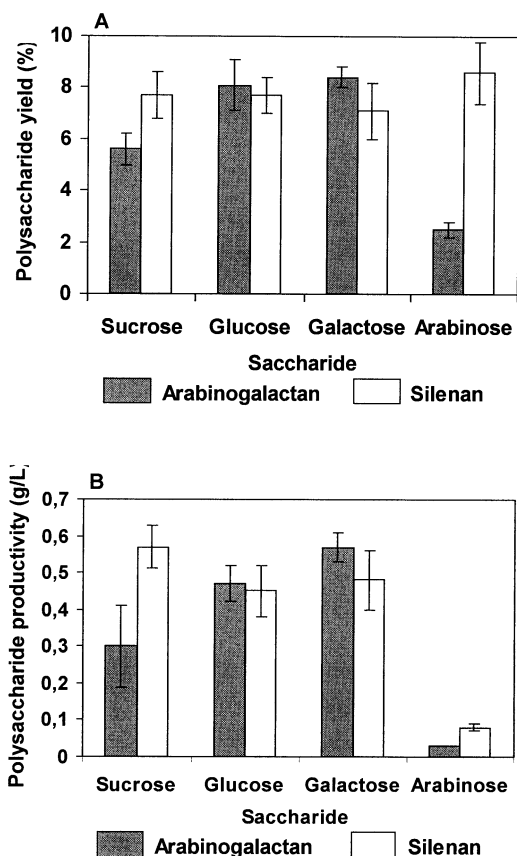 A
Polysaccharide yield (%)
10
8
6
4
2
0
Sucrose Glucose Galactose Arabinose
Saccharide
Arabinogalactan Silenan
B
Polysaccharide productivity (g/L)
0,7
0,6
0,5
0,4
0,3
0,2
0,1
0
Sucrose Glucose Galactose Arabinose
Saccharide
Arabinogalactan Silenan